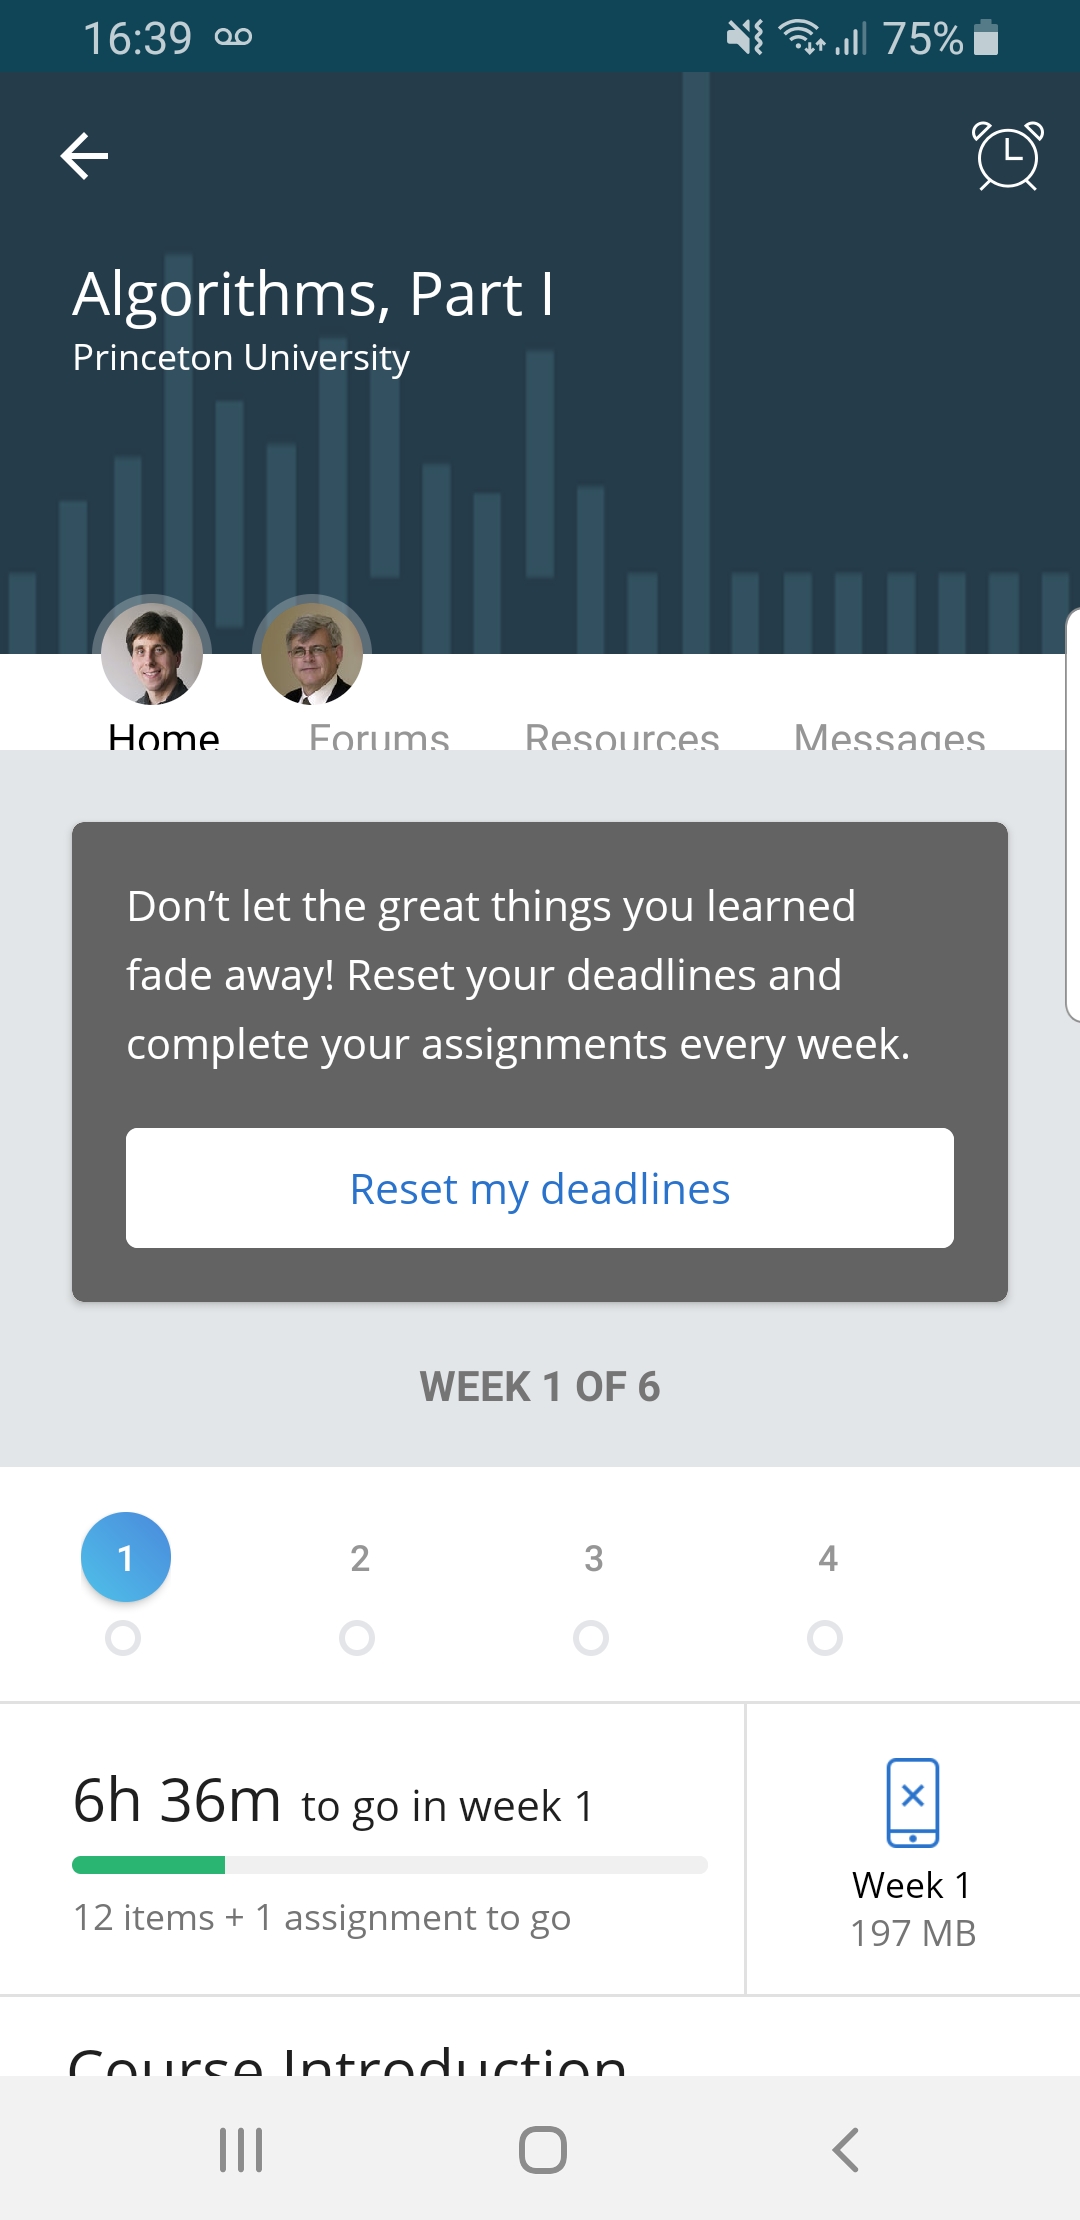 16:39
75%
Algorithms, Part I
Princeton University
Home Forums Resources Messages
Don’t let the great things you learned
fade away! Reset your deadlines and
complete your assignments every week.
Reset my deadlines
WEEK 1 OF 6
1 2 3 4
6h 36m to go in week 1
12 items + 1 assignment to go
Week 1
197 MB
Course Introduction